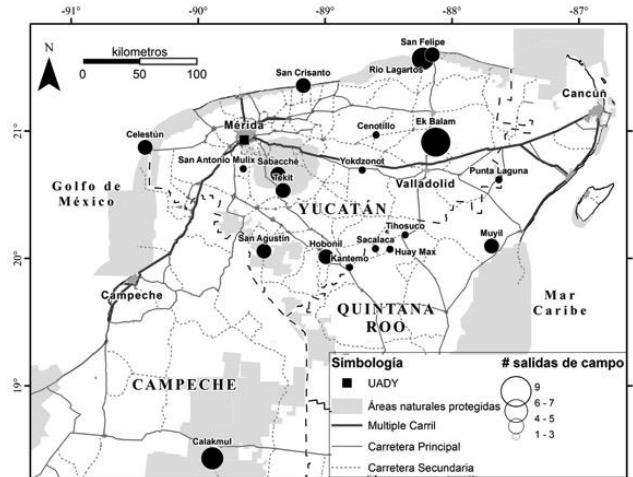 -91° -90° -89° -88° -87°
N
kilometros
0 50 100
San Felipe
Río Lagartos
San Crisanto
Cancún
21°
Celestún
Mérida
Cenotillo
Ek Balam
San Antonio Mulix
Sabacché
Yokdzonot
Tekit
Valladolid
Punta Laguna
Golfo de
México
YUCATÁN
Tihosuco
San Agustín
Hobonil
Sacalaca
Muyil
20°
Kantemo
Huay Max
Campeche
QUINTANA
ROO
Mar
Caribe
19°
CAMPECHE
Calakmul
Simbología
UADY
Áreas naturales protegidas
Multiple Carril
Carretera Principal
Carretera Secundaria
# salidas de campo
9
6 - 7
4 - 5
1 - 3